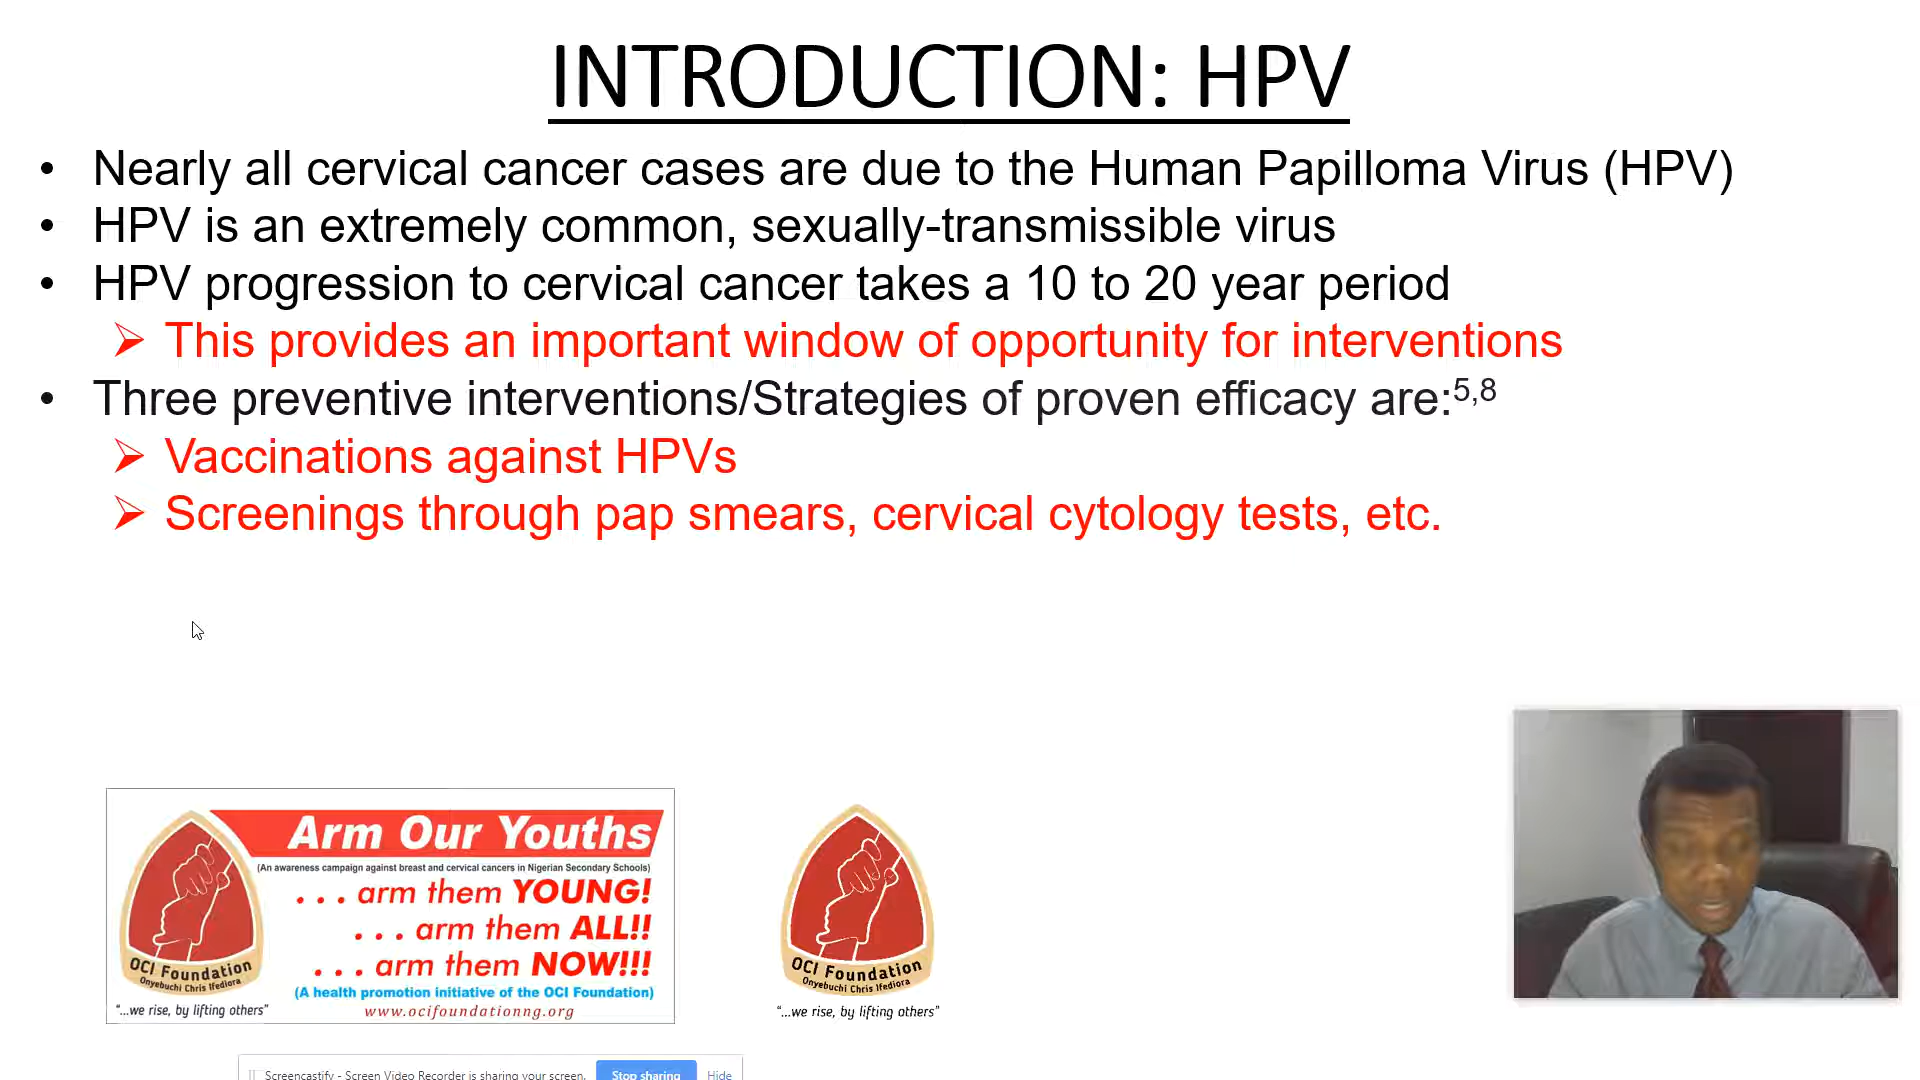 INTRODUCTION: HPV
• Nearly all cervical cancer cases are due to the Human Papilloma Virus (HPV)
• HPV is an extremely common, sexually-transmissible virus
• HPV progression to cervical cancer takes a 10 to 20 year period
➢ This provides an important window of opportunity for interventions
• Three preventive interventions/Strategies of proven efficacy are:5,8
➢ Vaccinations against HPVs
➢ Screenings through pap smears, cervical cytology tests, etc.
Arm Our Youths
(An awareness campaign against breast and cervical cancers in Nigerian Secondary Schools)
. . . arm them YOUNG!
. . . arm them ALL!!
. . . arm them NOW!!!
(A health promotion initiative of the OCI Foundation)
www.ocifoundationng.org
OCI Foundation
Onyebuchi Chris Ifediora
"...we rise, by lifting others"
OCI Foundation
Onyebuchi Chris Ifediora
"...we rise, by lifting others"
Screencastify - Screen Video Recorder is sharing your screen.
Stop sharing
Hide